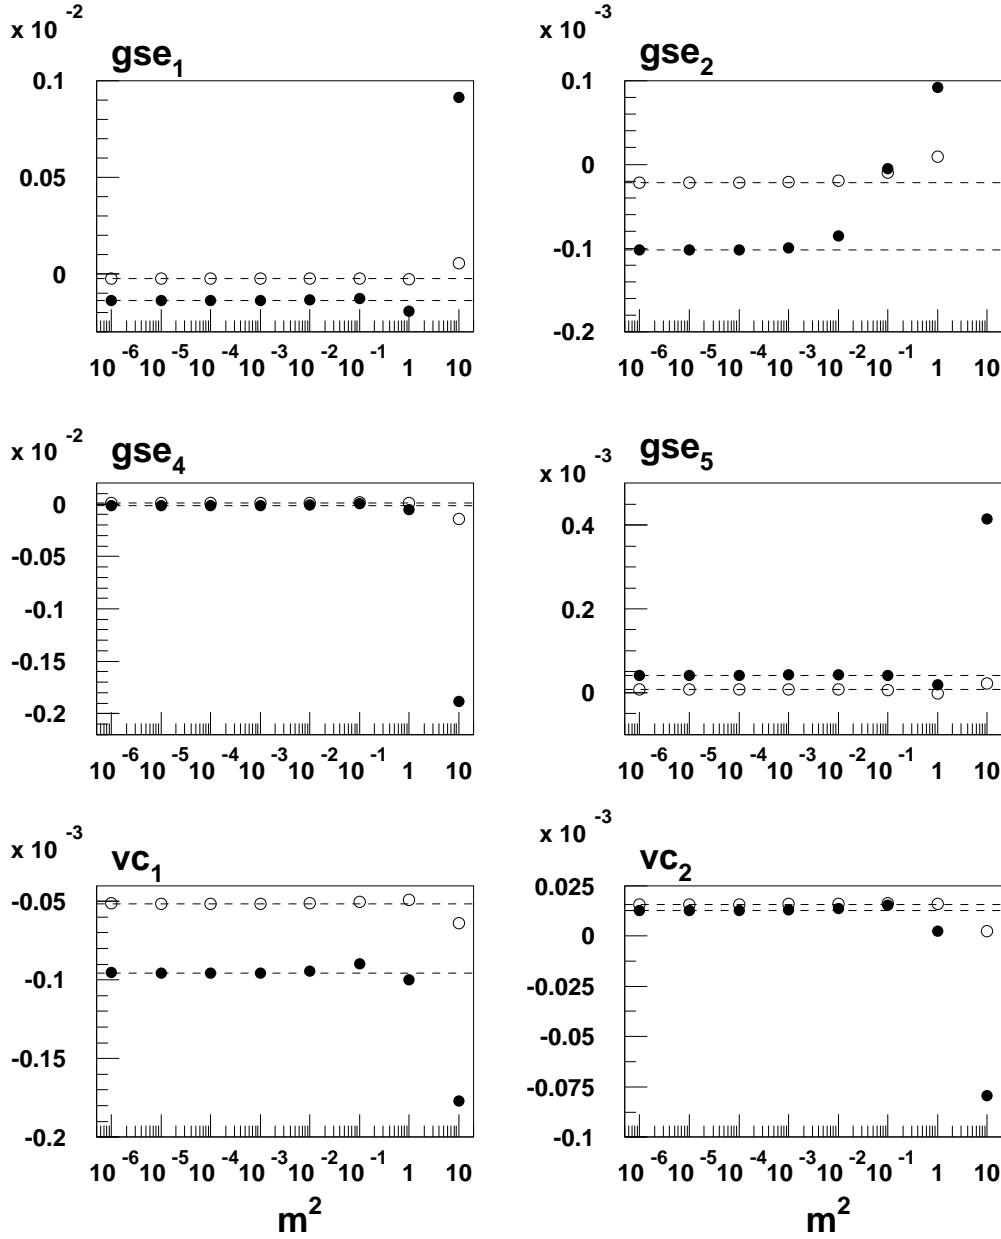 x 10⁻² x 10⁻³
gse₁ gse₂
0.1 0.1
0.05 0
0 -0.1
-0.2
10⁻⁶ 10⁻⁵ 10⁻⁴ 10⁻³ 10⁻² 10⁻¹ 1 10 10⁻⁶ 10⁻⁵ 10⁻⁴ 10⁻³ 10⁻² 10⁻¹ 1 10
x 10⁻² x 10⁻³
gse₄ gse₅
0 0.4
-0.05 0.2
-0.1 0
-0.15
-0.2
10⁻⁶ 10⁻⁵ 10⁻⁴ 10⁻³ 10⁻² 10⁻¹ 1 10 10⁻⁶ 10⁻⁵ 10⁻⁴ 10⁻³ 10⁻² 10⁻¹ 1 10
x 10⁻³ x 10⁻³
vc₁ vc₂
-0.05 0.025
-0.1 0
-0.15 -0.025
-0.2 -0.05
-0.075
-0.1
10⁻⁶ 10⁻⁵ 10⁻⁴ 10⁻³ 10⁻² 10⁻¹ 1 10 10⁻⁶ 10⁻⁵ 10⁻⁴ 10⁻³ 10⁻² 10⁻¹ 1 10
m² m²